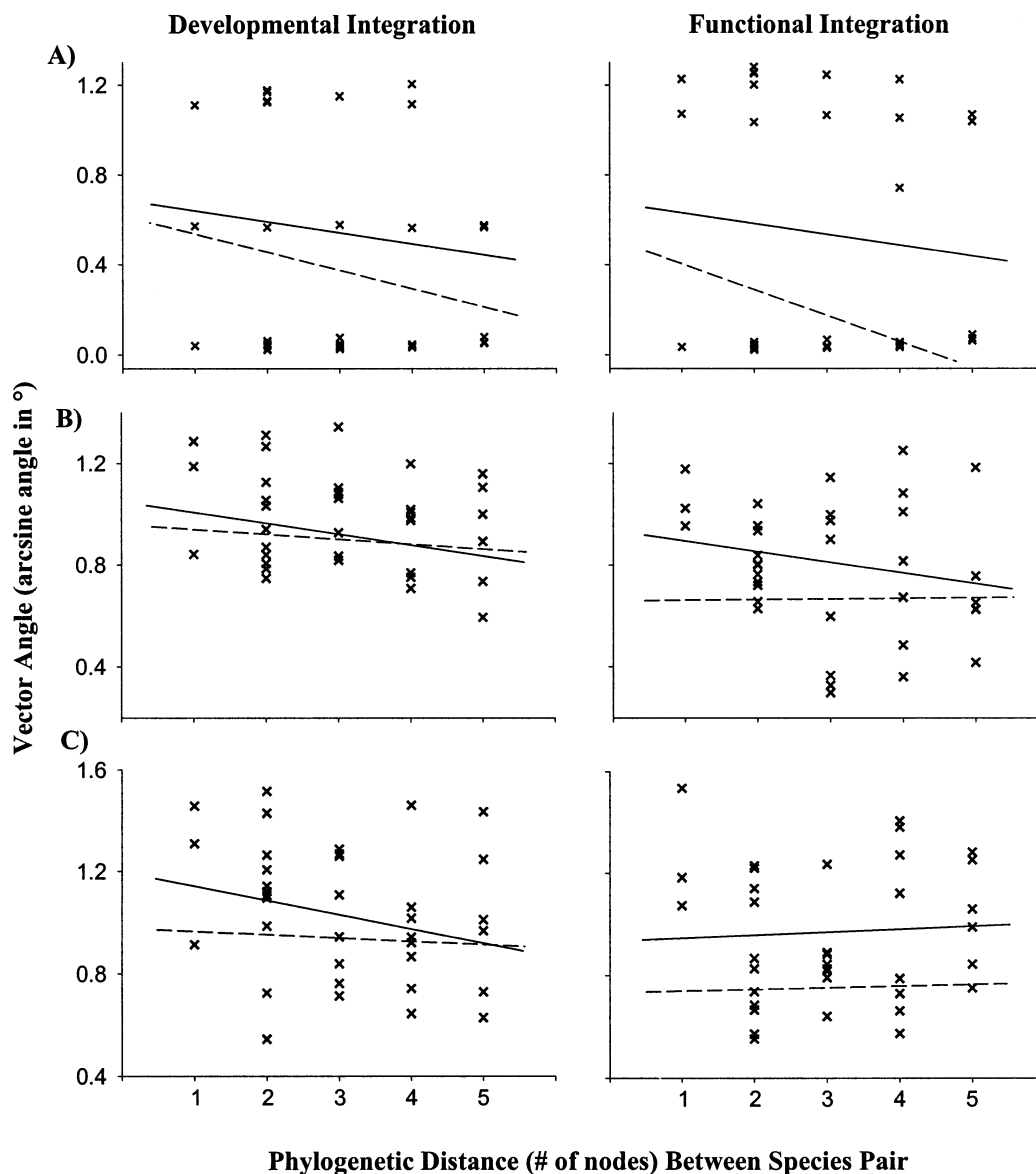 Developmental Integration
Functional Integration
A)
1.2
0.8
0.4
0.0
B)
1.2
0.8
0.4
C)
1.6
1.2
0.8
0.4
Vector Angle (arcsine angle in °)
1 2 3 4 5
1 2 3 4 5
Phylogenetic Distance (# of nodes) Between Species Pair